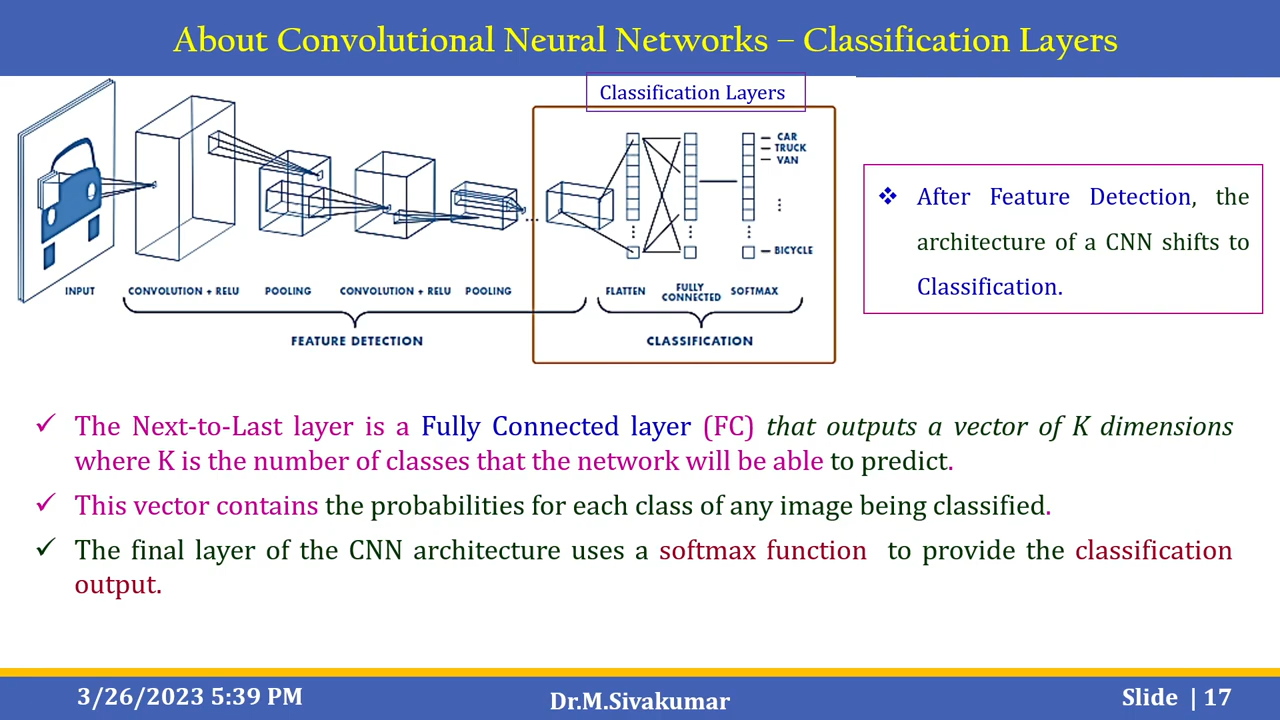 About Convolutional Neural Networks – Classification Layers
Classification Layers
CAR
TRUCK
VAN
BICYCLE
INPUT
CONVOLUTION + RELU
POOLING
CONVOLUTION + RELU
POOLING
...
FLATTEN
FULLY
CONNECTED
SOFTMAX
FEATURE DETECTION
CLASSIFICATION
❖ After Feature Detection, the
architecture of a CNN shifts to
Classification.
✓ The Next-to-Last layer is a Fully Connected layer (FC) that outputs a vector of K dimensions
where K is the number of classes that the network will be able to predict.
✓ This vector contains the probabilities for each class of any image being classified.
✓ The final layer of the CNN architecture uses a softmax function to provide the classification
output.
3/26/2023 5:39 PM
Dr.M.Sivakumar
Slide | 17